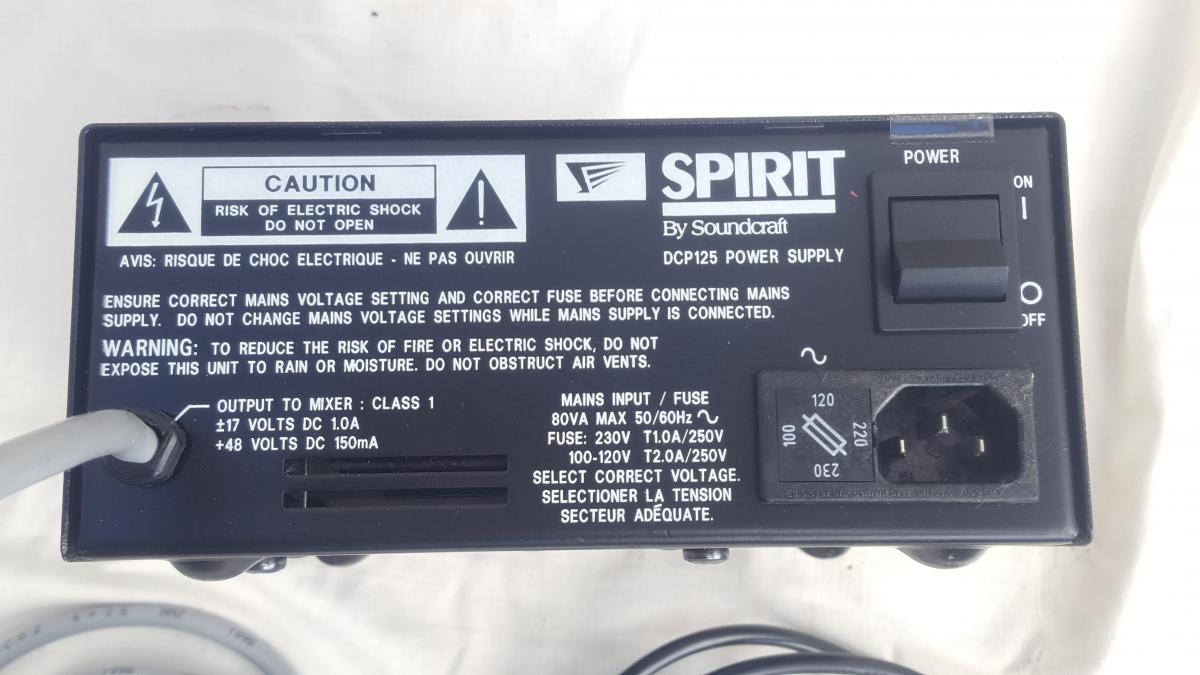 CAUTION
RISK OF ELECTRIC SHOCK
DO NOT OPEN
AVIS: RISQUE DE CHOC ELECTRIQUE - NE PAS OUVRIR
SPIRIT
By Soundcraft
DCP125 POWER SUPPLY
POWER
ON
I
O
OFF
ENSURE CORRECT MAINS VOLTAGE SETTING AND CORRECT FUSE BEFORE CONNECTING MAINS
SUPPLY. DO NOT CHANGE MAINS VOLTAGE SETTINGS WHILE MAINS SUPPLY IS CONNECTED.
WARNING: TO REDUCE THE RISK OF FIRE OR ELECTRIC SHOCK, DO NOT
EXPOSE THIS UNIT TO RAIN OR MOISTURE. DO NOT OBSTRUCT AIR VENTS.
OUTPUT TO MIXER : CLASS 1
±17 VOLTS DC 1.0A
+48 VOLTS DC 150mA
MAINS INPUT / FUSE
80VA MAX 50/60Hz ∿
FUSE: 230V T1.0A/250V
100-120V T2.0A/250V
SELECT CORRECT VOLTAGE.
SELECTIONER LA TENSION
SECTEUR ADÉQUATE.
∿
120
100
220
230
1995